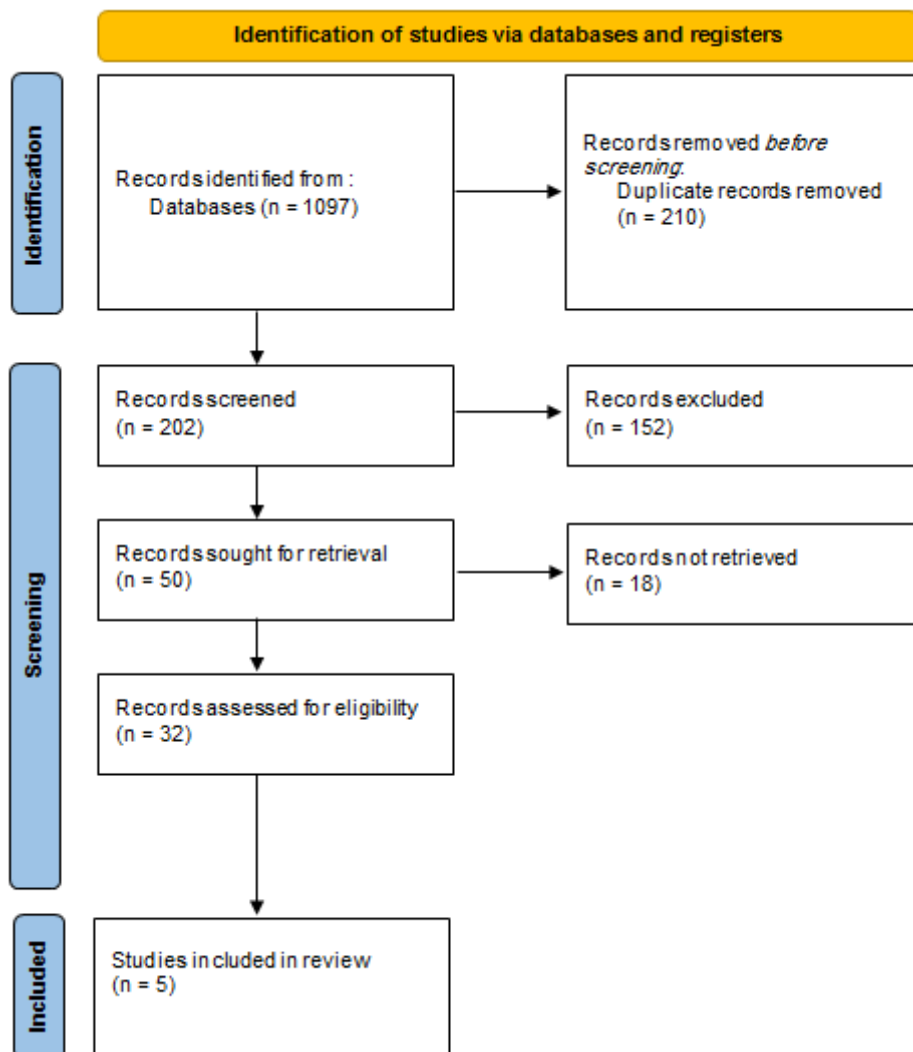 Identification of studies via databases and registers
Identification
Records identified from :
Databases (n = 1097)
Records removed before
screening:
Duplicate records removed
(n = 210)
Screening
Records screened
(n = 202)
Records excluded
(n = 152)
Records sought for retrieval
(n = 50)
Records not retrieved
(n = 18)
Records assessed for eligibility
(n = 32)
Included
Studies included in review
(n = 5)